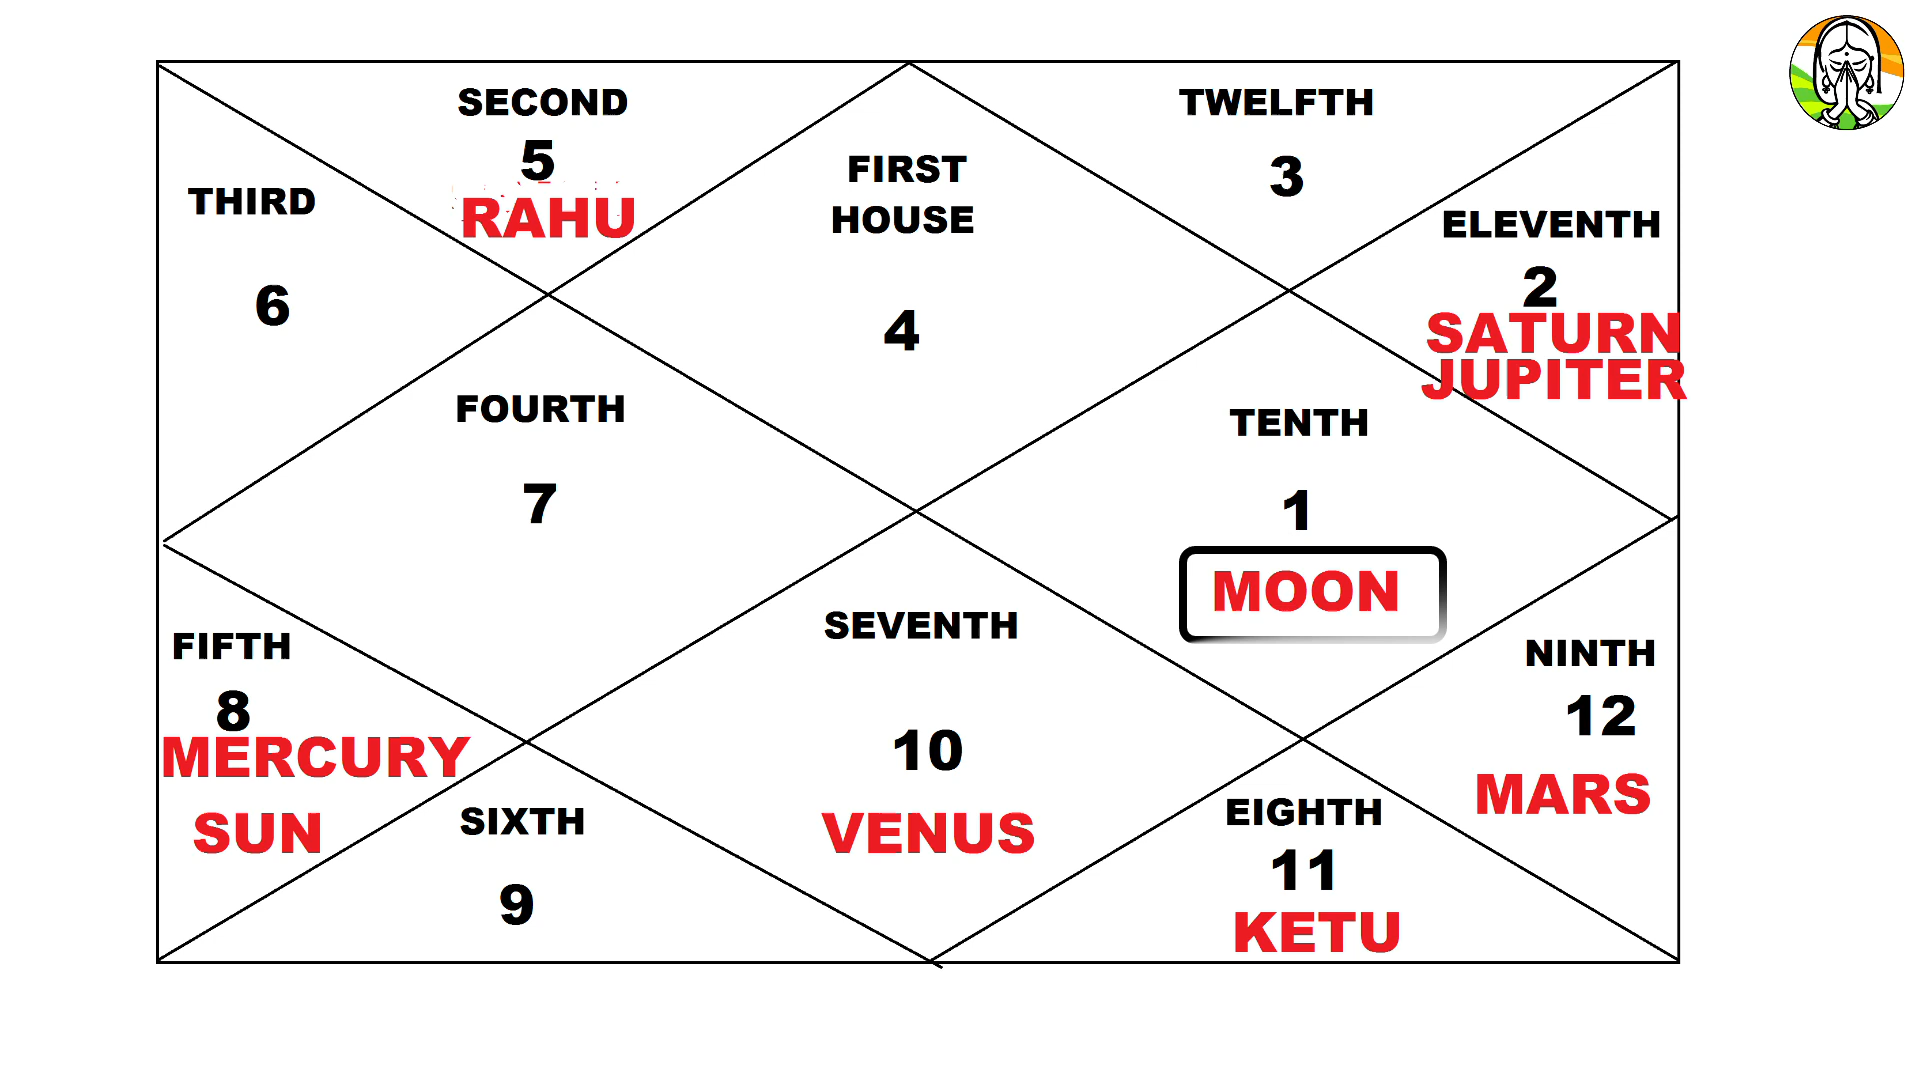 SECOND
5
RAHU
TWELFTH
3
FIRST
HOUSE
4
THIRD
6
ELEVENTH
2
SATURN
JUPITER
FOURTH
7
TENTH
1
MOON
SEVENTH
10
VENUS
FIFTH
8
MERCURY
SUN
NINTH
12
MARS
SIXTH
9
EIGHTH
11
KETU